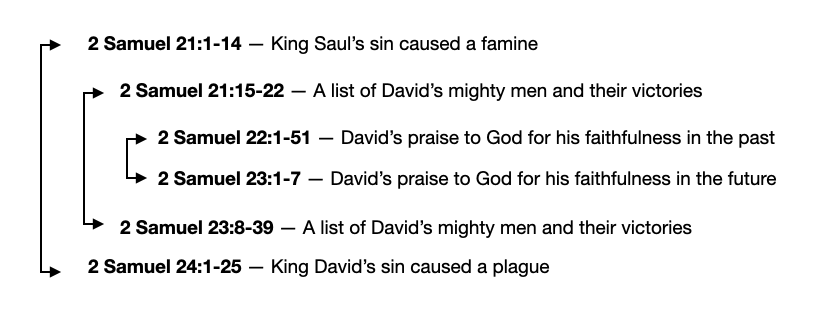 2 Samuel 21:1-14 — King Saul’s sin caused a famine
2 Samuel 21:15-22 — A list of David’s mighty men and their victories
2 Samuel 22:1-51 — David’s praise to God for his faithfulness in the past
2 Samuel 23:1-7 — David’s praise to God for his faithfulness in the future
2 Samuel 23:8-39 — A list of David’s mighty men and their victories
2 Samuel 24:1-25 — King David’s sin caused a plague